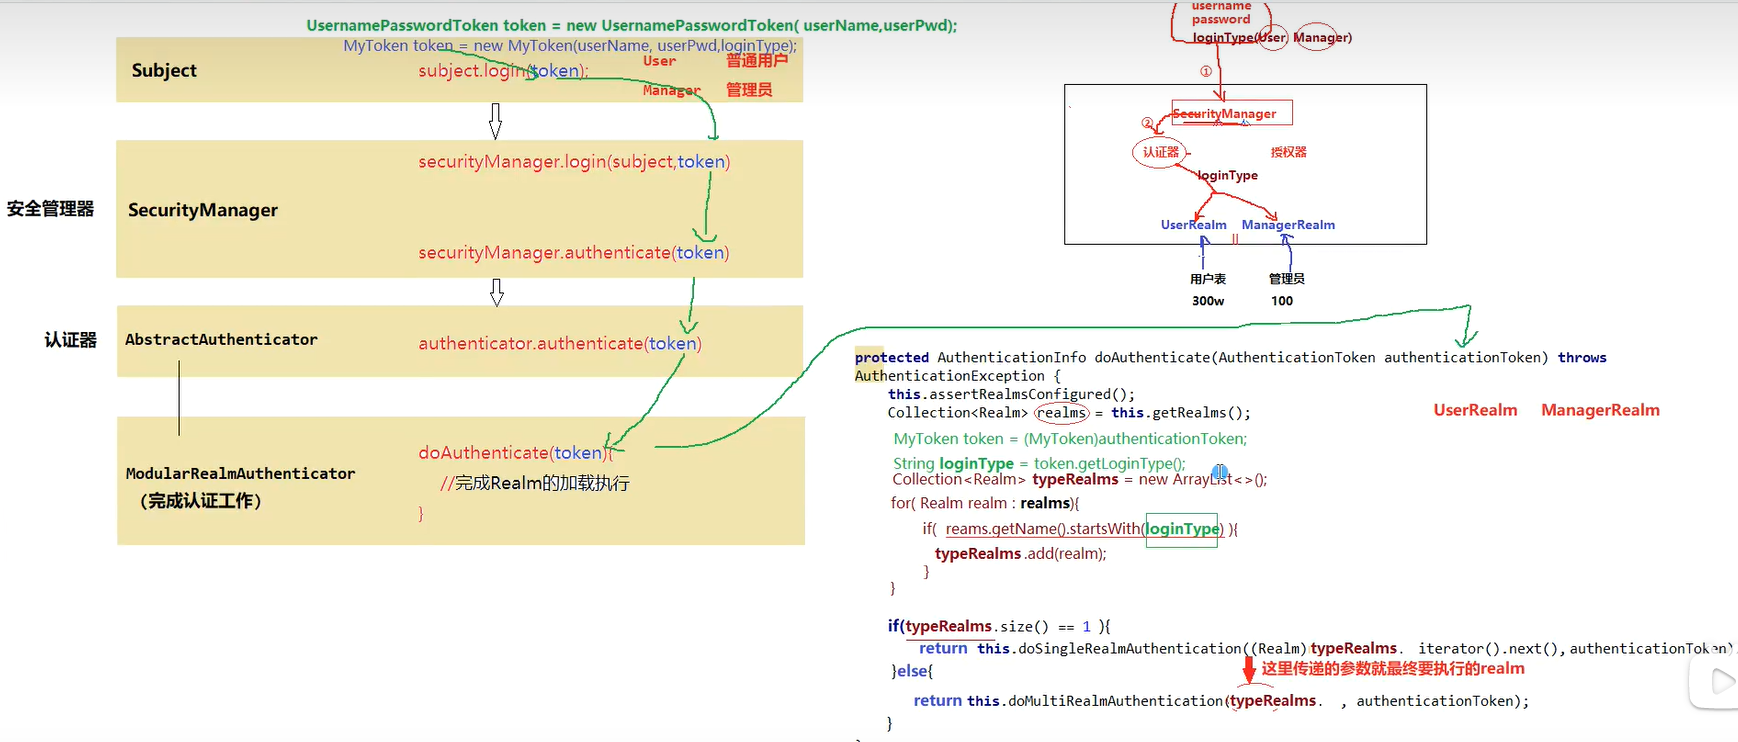 UsernamePasswordToken token = new UsernamePasswordToken( userName,userPwd);
MyToken token = new MyToken(userName, userPwd,loginType);
Subject
subject.login(token);
User 普通用户
Manager 管理员
securityManager.login(subject,token)
安全管理器
SecurityManager
securityManager.authenticate(token)
认证器
AbstractAuthenticator
authenticator.authenticate(token)
ModularRealmAuthenticator
（完成认证工作）
doAuthenticate(token){
//完成Realm的加载执行
}
username
password
loginType(User Manager)
①
SecurityManager
②
认证器
授权器
loginType
UserRealm ManagerRealm
用户表 管理员
300w 100
protected AuthenticationInfo doAuthenticate(AuthenticationToken authenticationToken) throws
AuthenticationException {
this.assertRealmsConfigured();
Collection<Realm> realms = this.getRealms();
UserRealm ManagerRealm
MyToken token = (MyToken)authenticationToken;
String loginType = token.getLoginType();
Collection<Realm> typeRealms = new ArrayList<>();
for( Realm realm : realms){
if( reams.getName().startsWith(loginType) ){
typeRealms .add(realm);
}
}
if(typeRealms.size() == 1 ){
return this.doSingleRealmAuthentication((Realm)typeRealms. iterator().next(),authenticationToken)
}else{
这里传递的参数就最终要执行的realm
return this.doMultiRealmAuthentication(typeRealms. , authenticationToken);
}